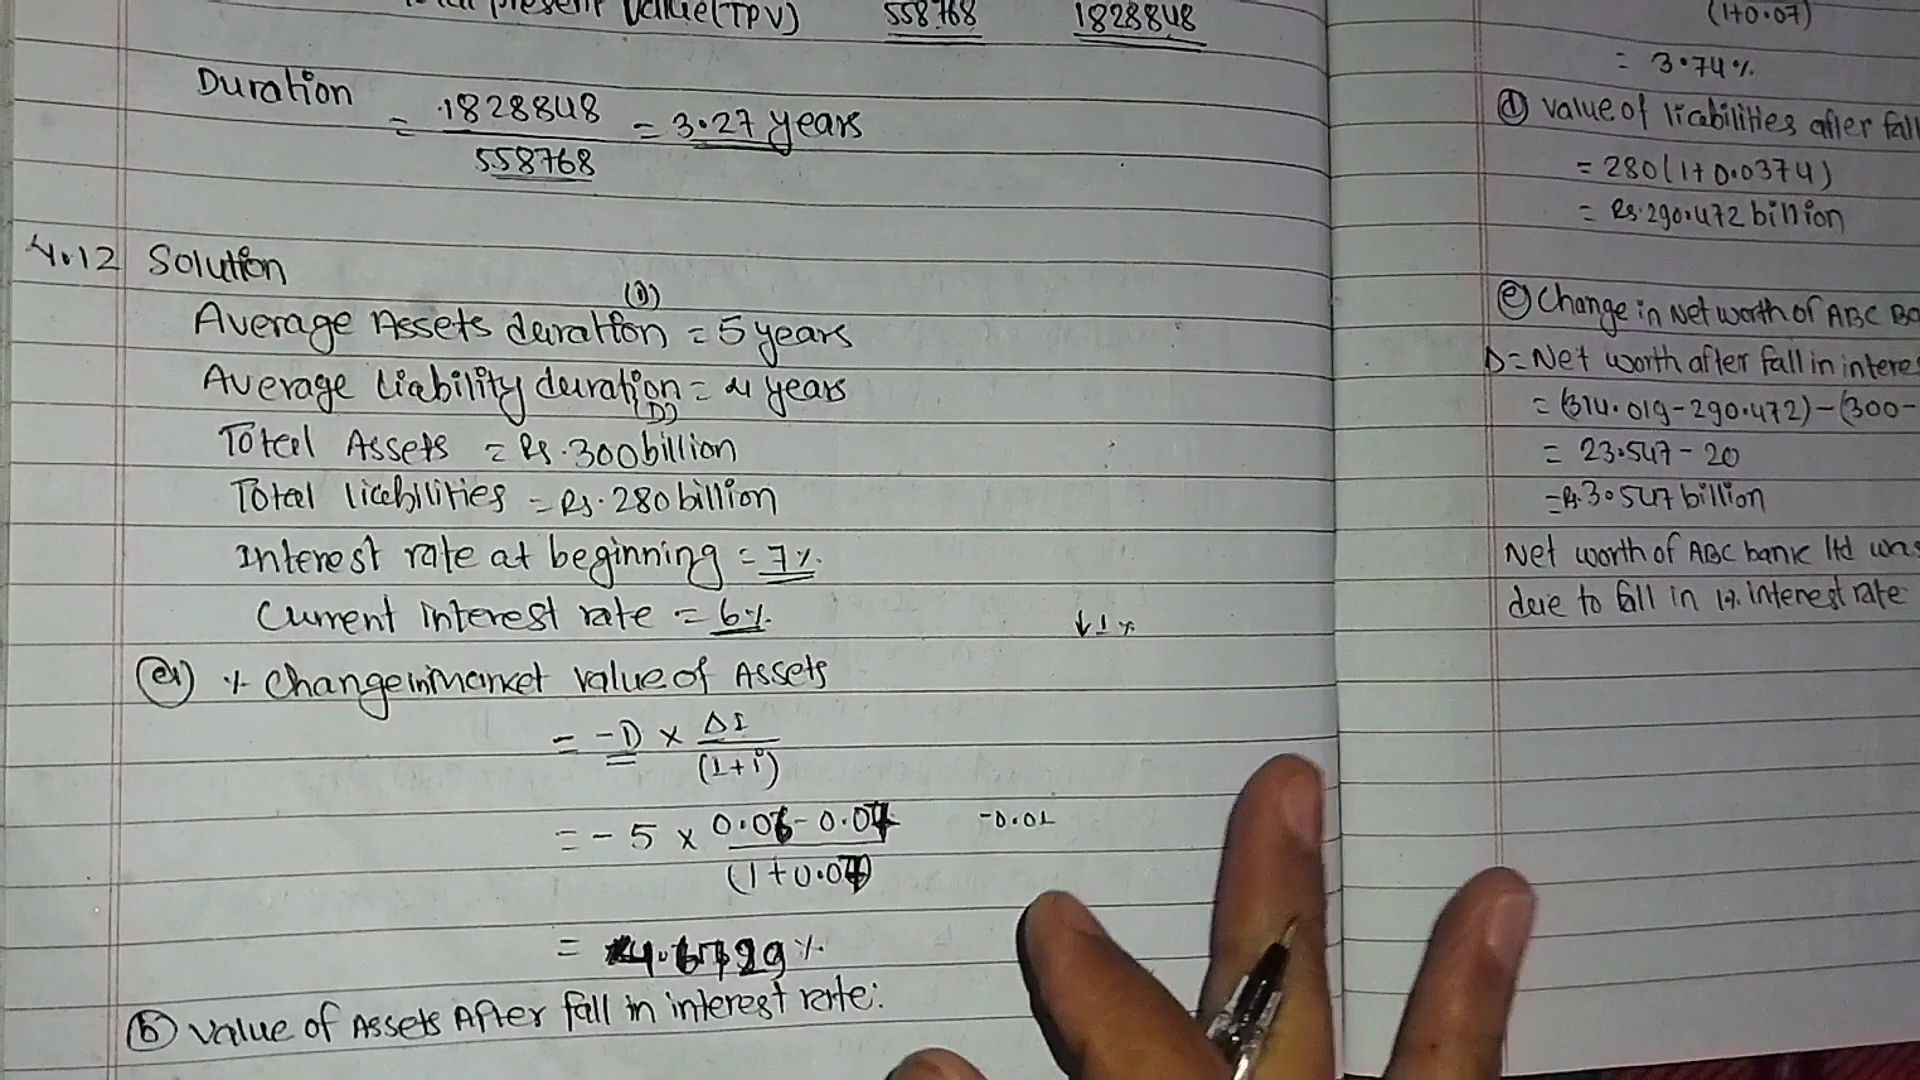 Total present value(TPV) 558768 1828848
Duration = 1828848 / 558768 = 3.27 years
4.12 Solution
(D)
Average Assets duration = 5 years
Average liability duration = 4 years
(D)
Total Assets = Rs.300 billion
Total liabilities = Rs.280 billion
Interest rate at beginning = 7%
Current interest rate = 6% ↓1%
(a) % Change in Market value of Assets
= -D × ΔI / (1+i)
= -5 × 0.06-0.07 / (1+0.07) -0.01
= 4.6729%
(b) Value of Assets After fall in interest rate:
(1+0.07)
= 3.74%
(d) Value of liabilities after fall
= 280(1+0.0374)
= Rs.290.472 billion
(e) Change in Net worth of ABC
D = Net worth after fall in
= (314.019-290.472)-(300-
= 23.547-20
= Rs.3.547 billion
Net worth of ABC bank ltd
due to fall in 1% interest rate